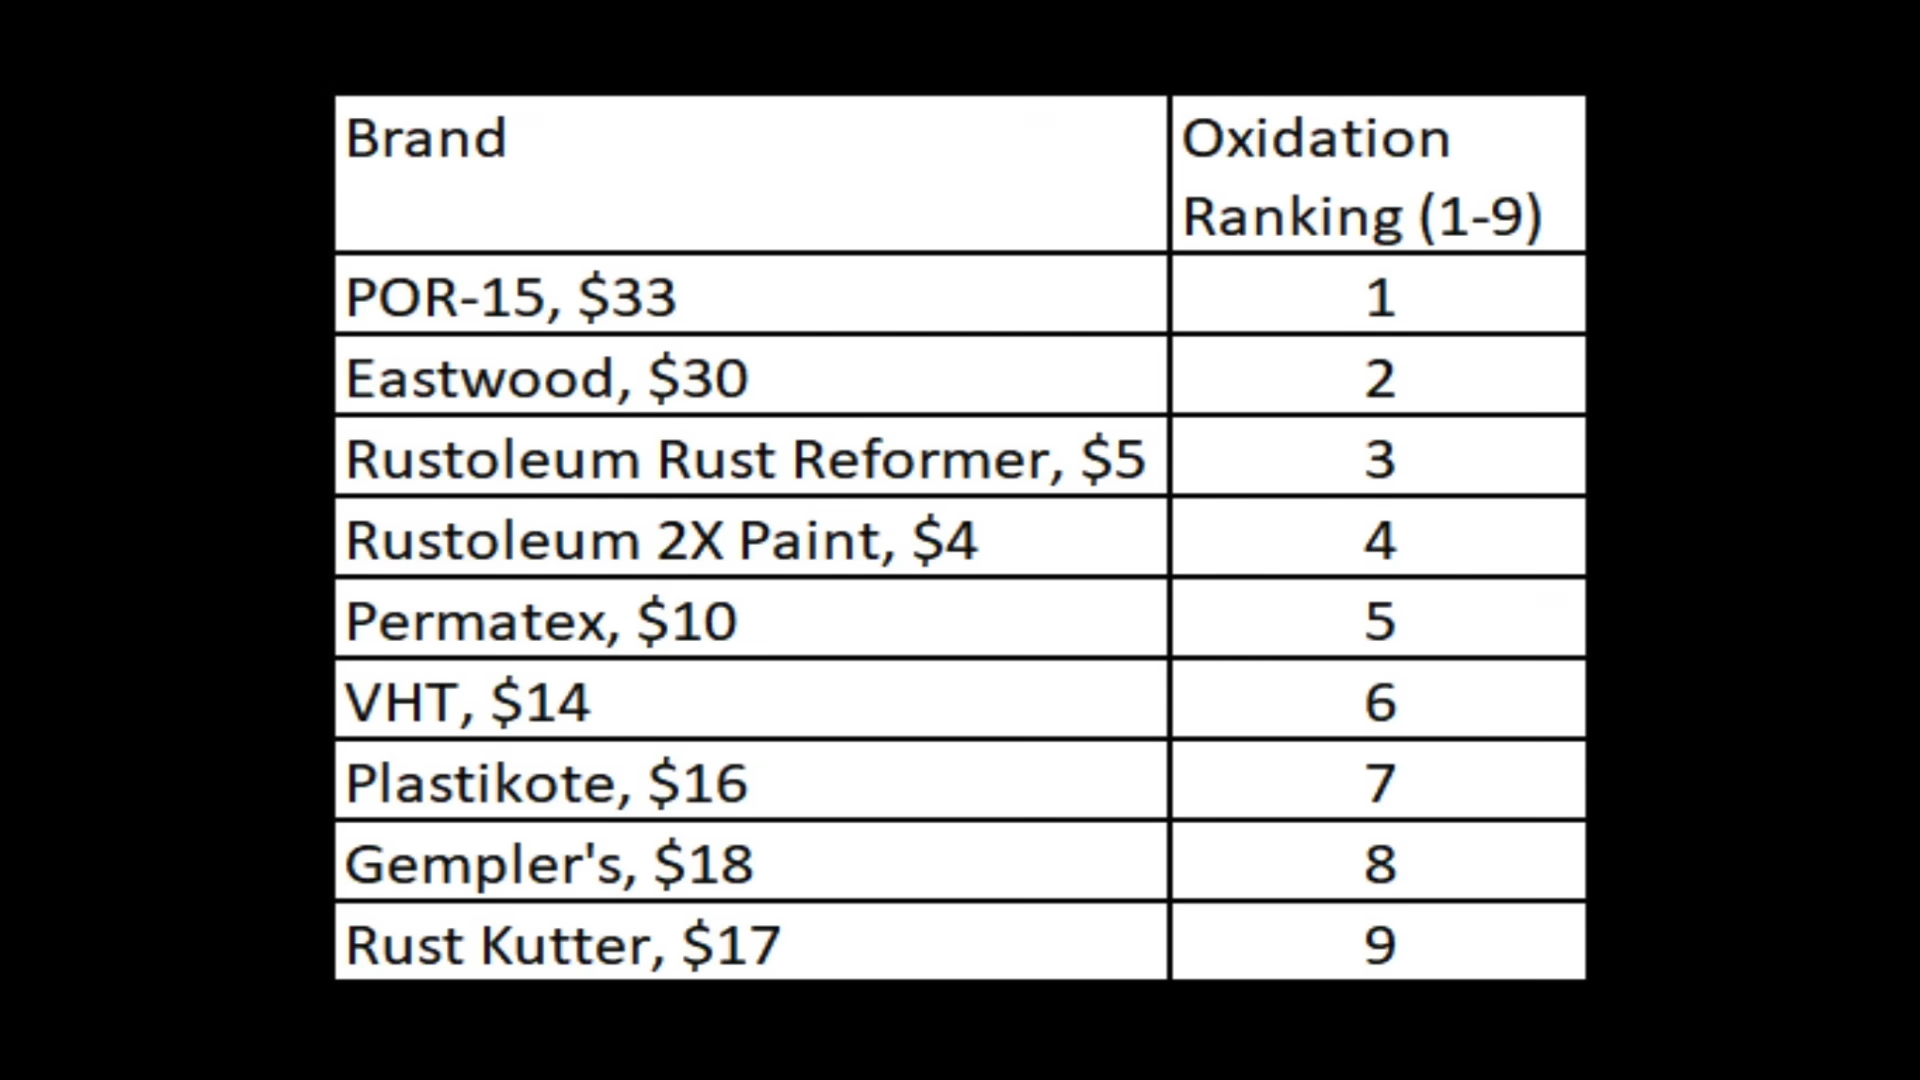 Brand
Oxidation
Ranking (1-9)
POR-15, $33
1
Eastwood, $30
2
Rustoleum Rust Reformer, $5
3
Rustoleum 2X Paint, $4
4
Permatex, $10
5
VHT, $14
6
Plastikote, $16
7
Gempler's, $18
8
Rust Kutter, $17
9